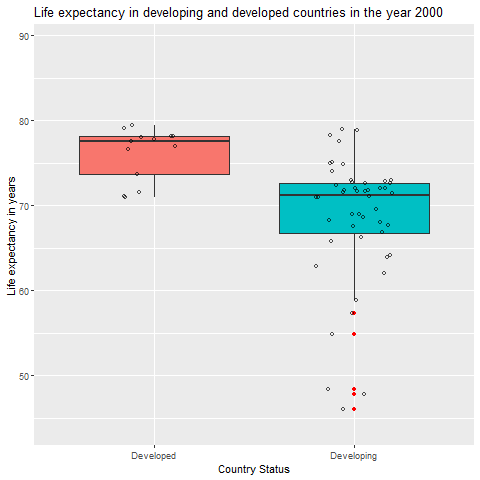 Life expectancy in developing and developed countries in the year 2000
90
80
70
60
50
Life expectancy in years
Developed
Developing
Country Status